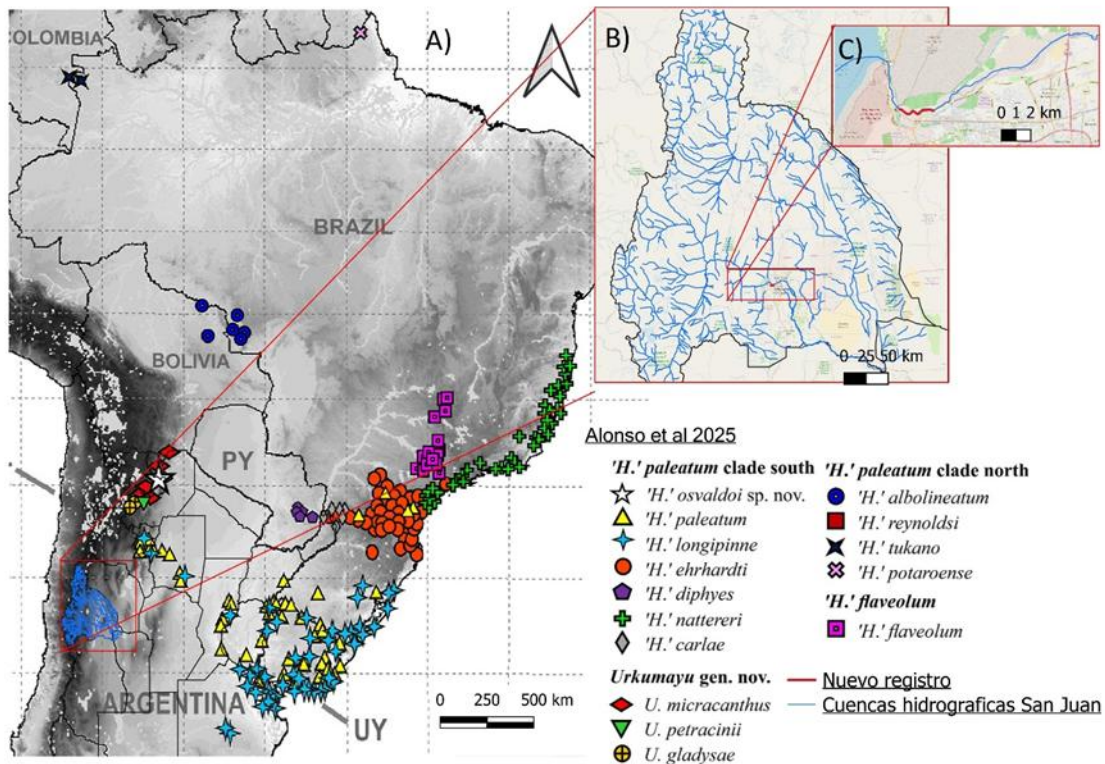 A)
B)
C)
COLOMBIA
BRAZIL
BOLIVIA
PY
ARGENTINA
UY
0 250 500 km
0 25 50 km
0 1 2 km
Alonso et al 2025
'H.' paleatum clade south
'H.' osvaldoi sp. nov.
'H.' paleatum
'H.' longipinne
'H.' ehrhardti
'H.' diphyes
'H.' nattereri
'H.' carlae
Urkumayu gen. nov.
U. micracanthus
U. petracinii
U. gladysae
'H.' paleatum clade north
'H.' albolineatum
'H.' reynoldsi
'H.' tukano
'H.' potaroense
'H.' flaveolum
'H.' flaveolum
Nuevo registro
Cuencas hidrograficas San Juan